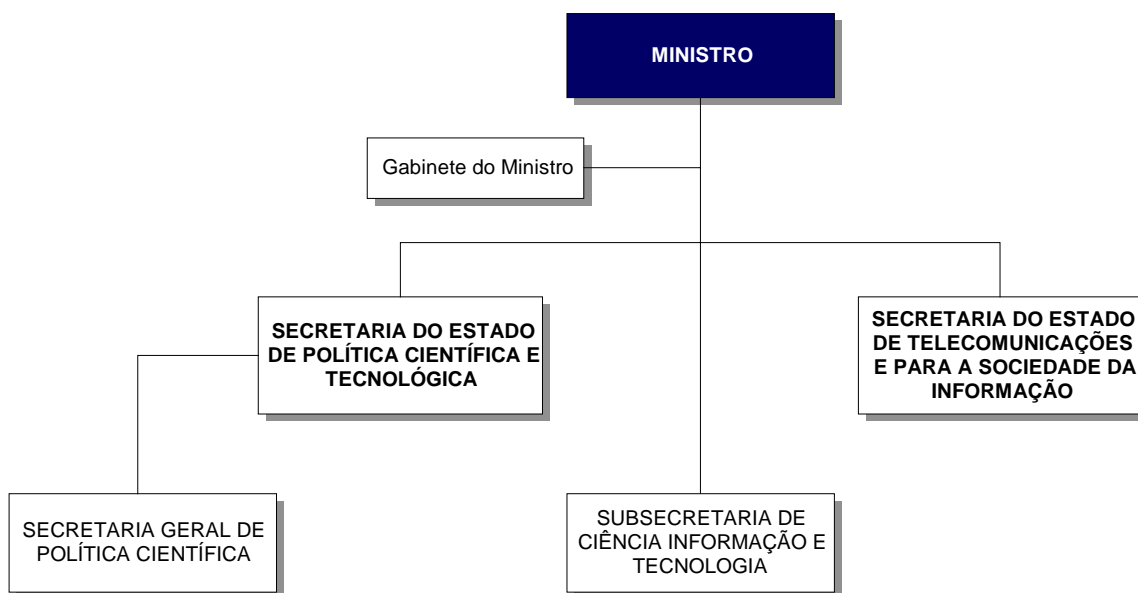 MINISTRO
Gabinete do Ministro
SECRETARIA DO ESTADO
DE POLÍTICA CIENTÍFICA E
TECNOLÓGICA
SECRETARIA DO ESTADO
DE TELECOMUNICAÇÕES
E PARA A SOCIEDADE DA
INFORMAÇÃO
SECRETARIA GERAL DE
POLÍTICA CIENTÍFICA
SUBSECRETARIA DE
CIÊNCIA INFORMAÇÃO E
TECNOLOGIA